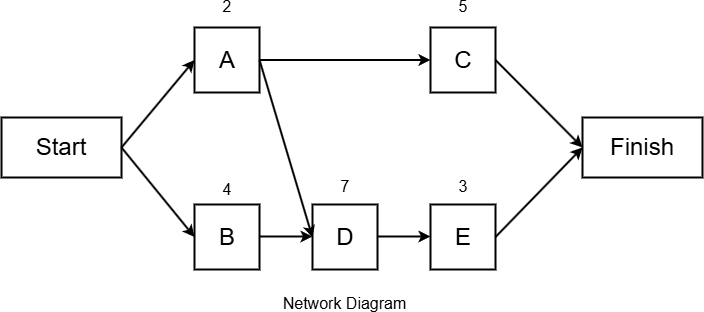 2 5
A C
Start Finish
4 7 3
B D E
Network Diagram